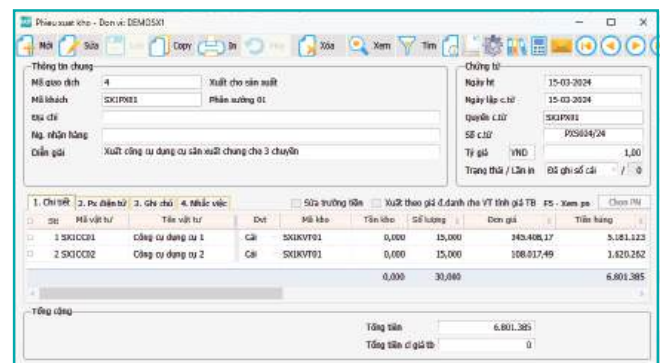 Phiếu xuất kho - Đơn vị: DEMOSX1
Mới Sửa Copy In Xóa Xem Tìm
Thông tin chung
Chứng từ
Mã giao dịch 4 Xuất cho sản xuất
Ngày ht 15-03-2024
Mã khách SX1PX01 Phân xưởng 01
Ngày lập c.từ 15-03-2024
Địa chỉ
Quyển c.từ SX1PX01
Ng. nhận hàng
Số c.từ PXS024/24
Diễn giải Xuất công cụ dụng cụ sản xuất chung cho 3 chuyền
Tỷ giá VND 1,00
Trạng thái / Lần in Đã ghi sổ cái / 0
1. Chi tiết 2. Px điện tử 3. Ghi chú 4. Nhắc việc Sửa trường tiền Xuất theo giá đ.danh cho VT tính giá TB F5 - Xem pn Chọn PN
Stt Mã vật tư Tên vật tư Đvt Mã kho Tồn kho Số lượng Đơn giá Tiền hàng
1 SX1CC01 Công cụ dụng cụ 1 Cái SX1KVT01 0,000 15,000 345.408,17 5.181.123
2 SX1CC02 Công cụ dụng cụ 2 Cái SX1KVT01 0,000 15,000 108.017,49 1.620.262
0,000 30,000 6.801.385
Tổng cộng
Tổng tiền 6.801.385
Tổng tiền cl giá tb 0